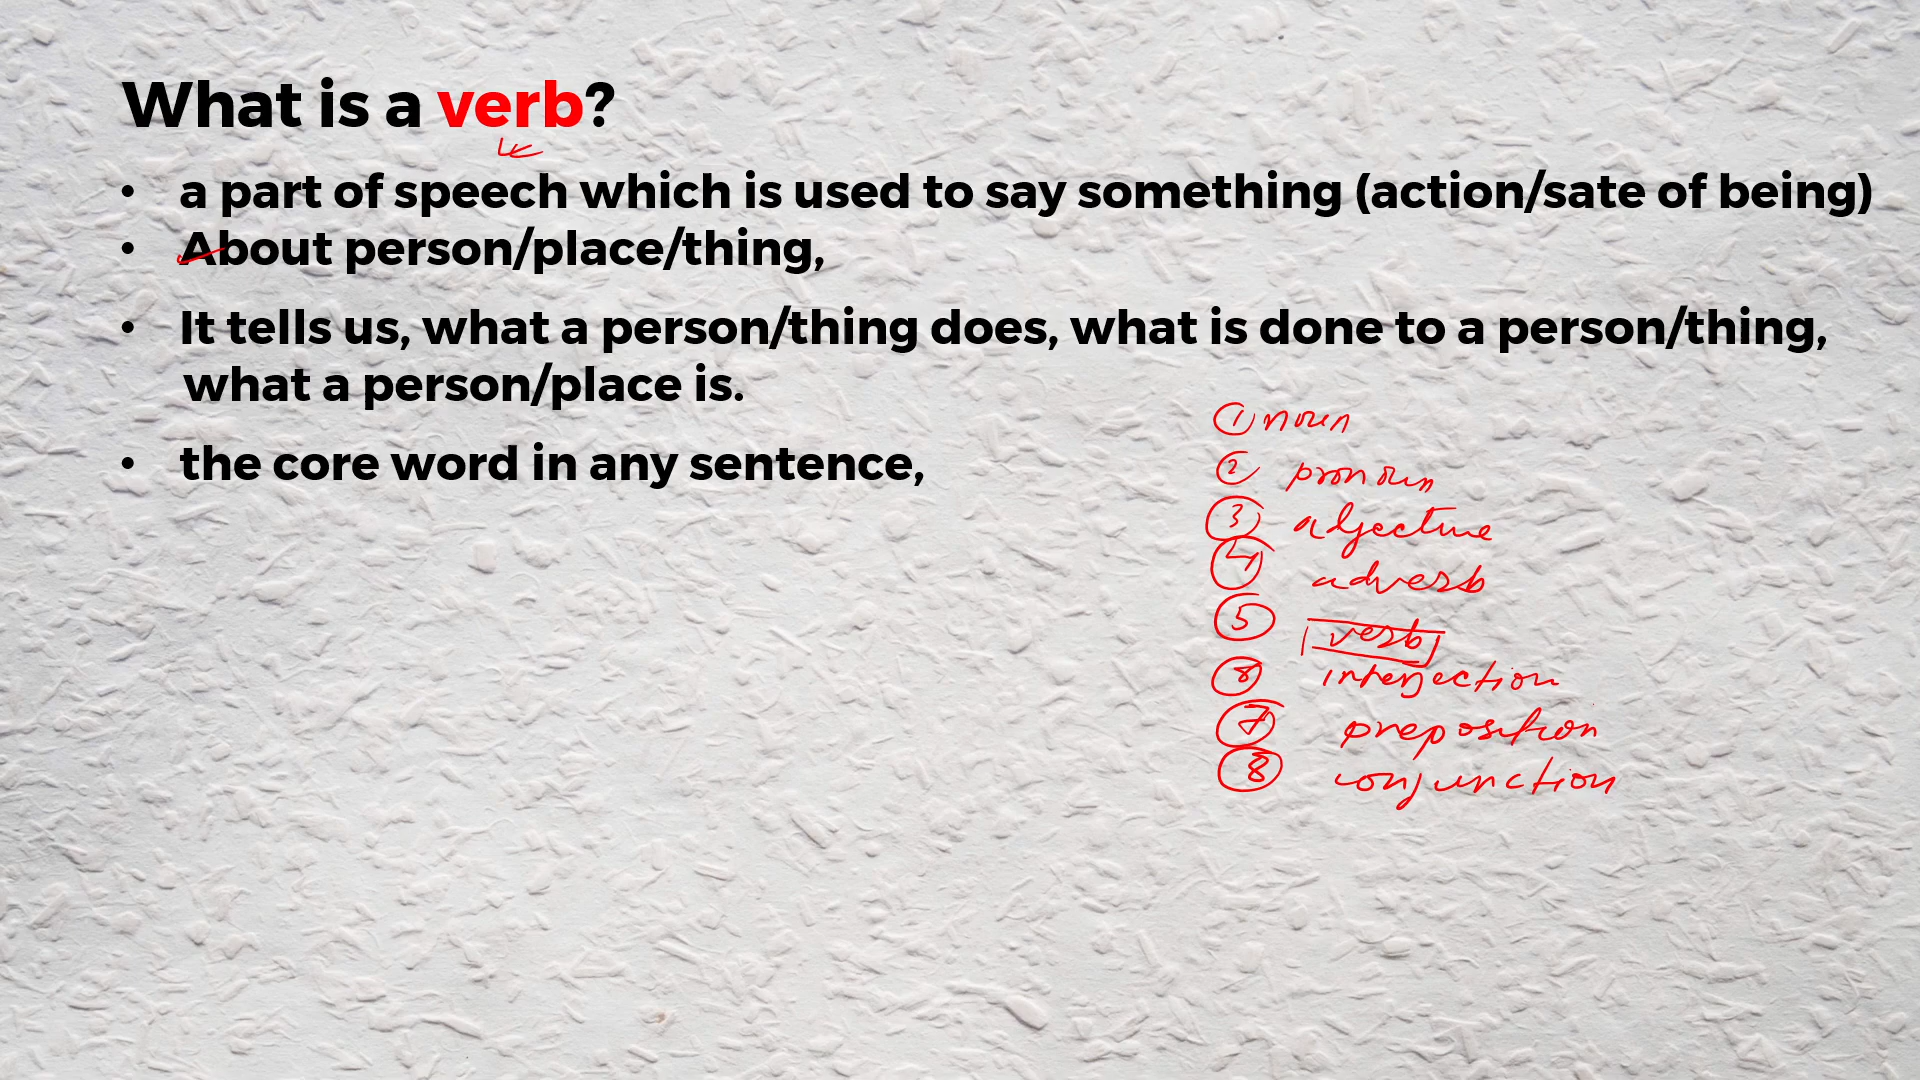 What is a verb?
• a part of speech which is used to say something (action/sate of being)
• About person/place/thing,
• It tells us, what a person/thing does, what is done to a person/thing,
what a person/place is.
• the core word in any sentence,
1 noun
2 pronoun
3 adjective
4 adverb
5 verb
8 interjection
7 preposition
8 conjunction